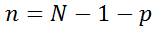 n = N − 1 − p